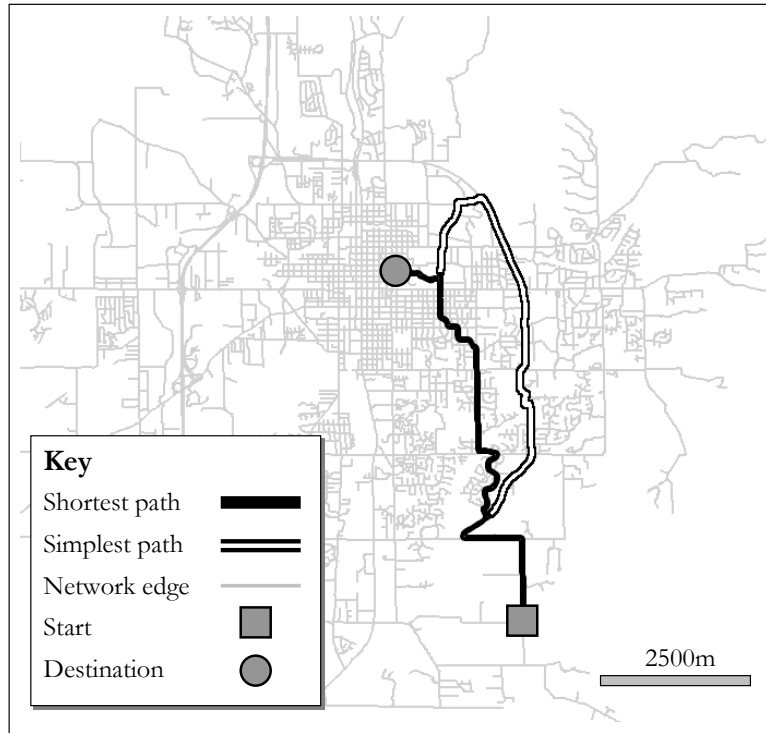 Key
Shortest path
Simplest path
Network edge
Start
Destination
2500m